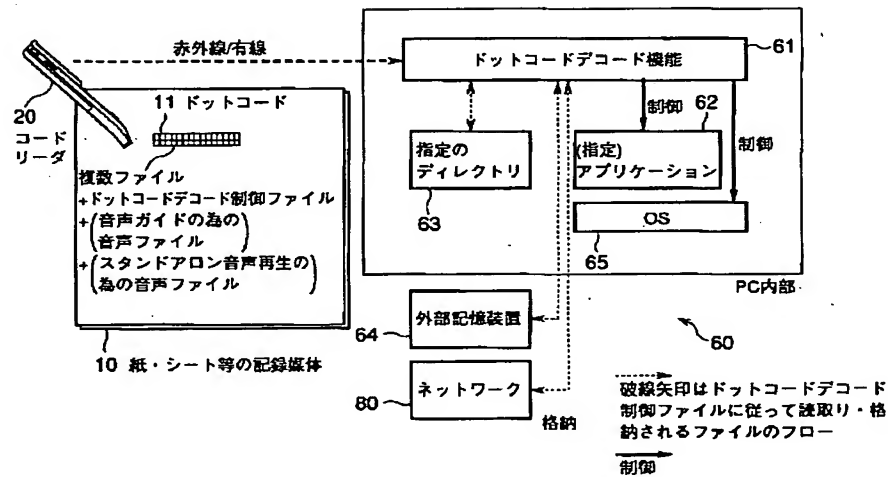 赤外線/有線
61
ドットコードデコード機能
20
コード
リーダ
11 ドットコード
複数ファイル
+ドットコードデコード制御ファイル
+(音声ガイドの為の
音声ファイル)
+(スタンドアロン音声再生の
為の音声ファイル)
10 紙・シート等の記録媒体
制御
62
制御
指定の
ディレクトリ
63
(指定)
アプリケーション
OS
65
PC内部
外部記憶装置
64
ネットワーク
80
格納
60
破線矢印はドットコードデコード
制御ファイルに従って読取り・格
納されるファイルのフロー
制御